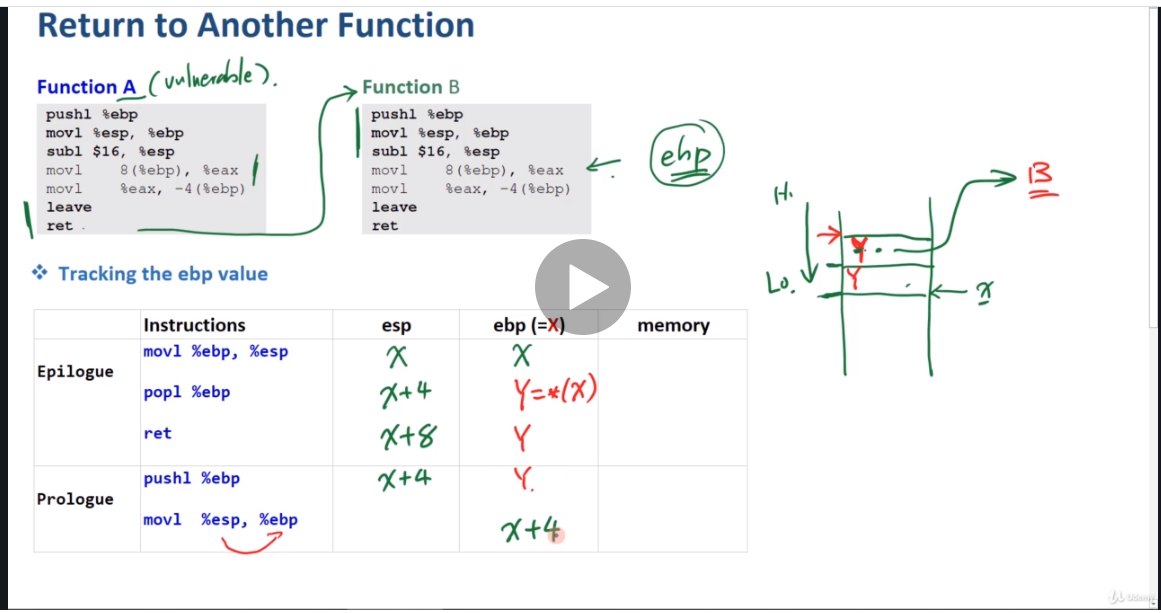 Return to Another Function
Function A (vulnerable).
pushl %ebp
movl %esp, %ebp
subl $16, %esp
movl 8(%ebp), %eax
movl %eax, -4(%ebp)
leave
ret
Function B
pushl %ebp
movl %esp, %ebp
subl $16, %esp
movl 8(%ebp), %eax
movl %eax, -4(%ebp)
leave
ret
ebp
Hi.
Lo.
B
Y
Y
x
❖ Tracking the ebp value
Instructions esp ebp (=X) memory
Epilogue
movl %ebp, %esp X X
popl %ebp X+4 Y=*(X)
ret X+8 Y
Prologue
pushl %ebp X+4 Y.
movl %esp, %ebp X+4
Udemy